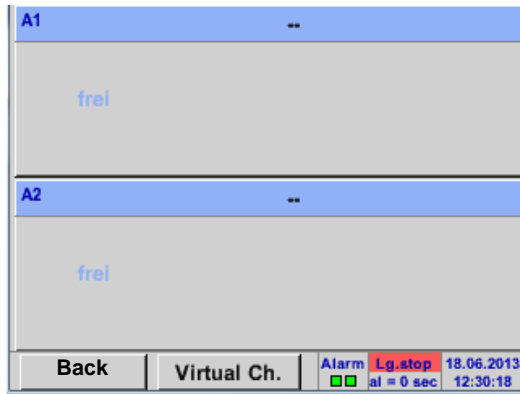 A1 --
frei
A2 --
frei
Back Virtual Ch. Alarm Lg.stop 18.06.2013
al = 0 sec 12:30:18